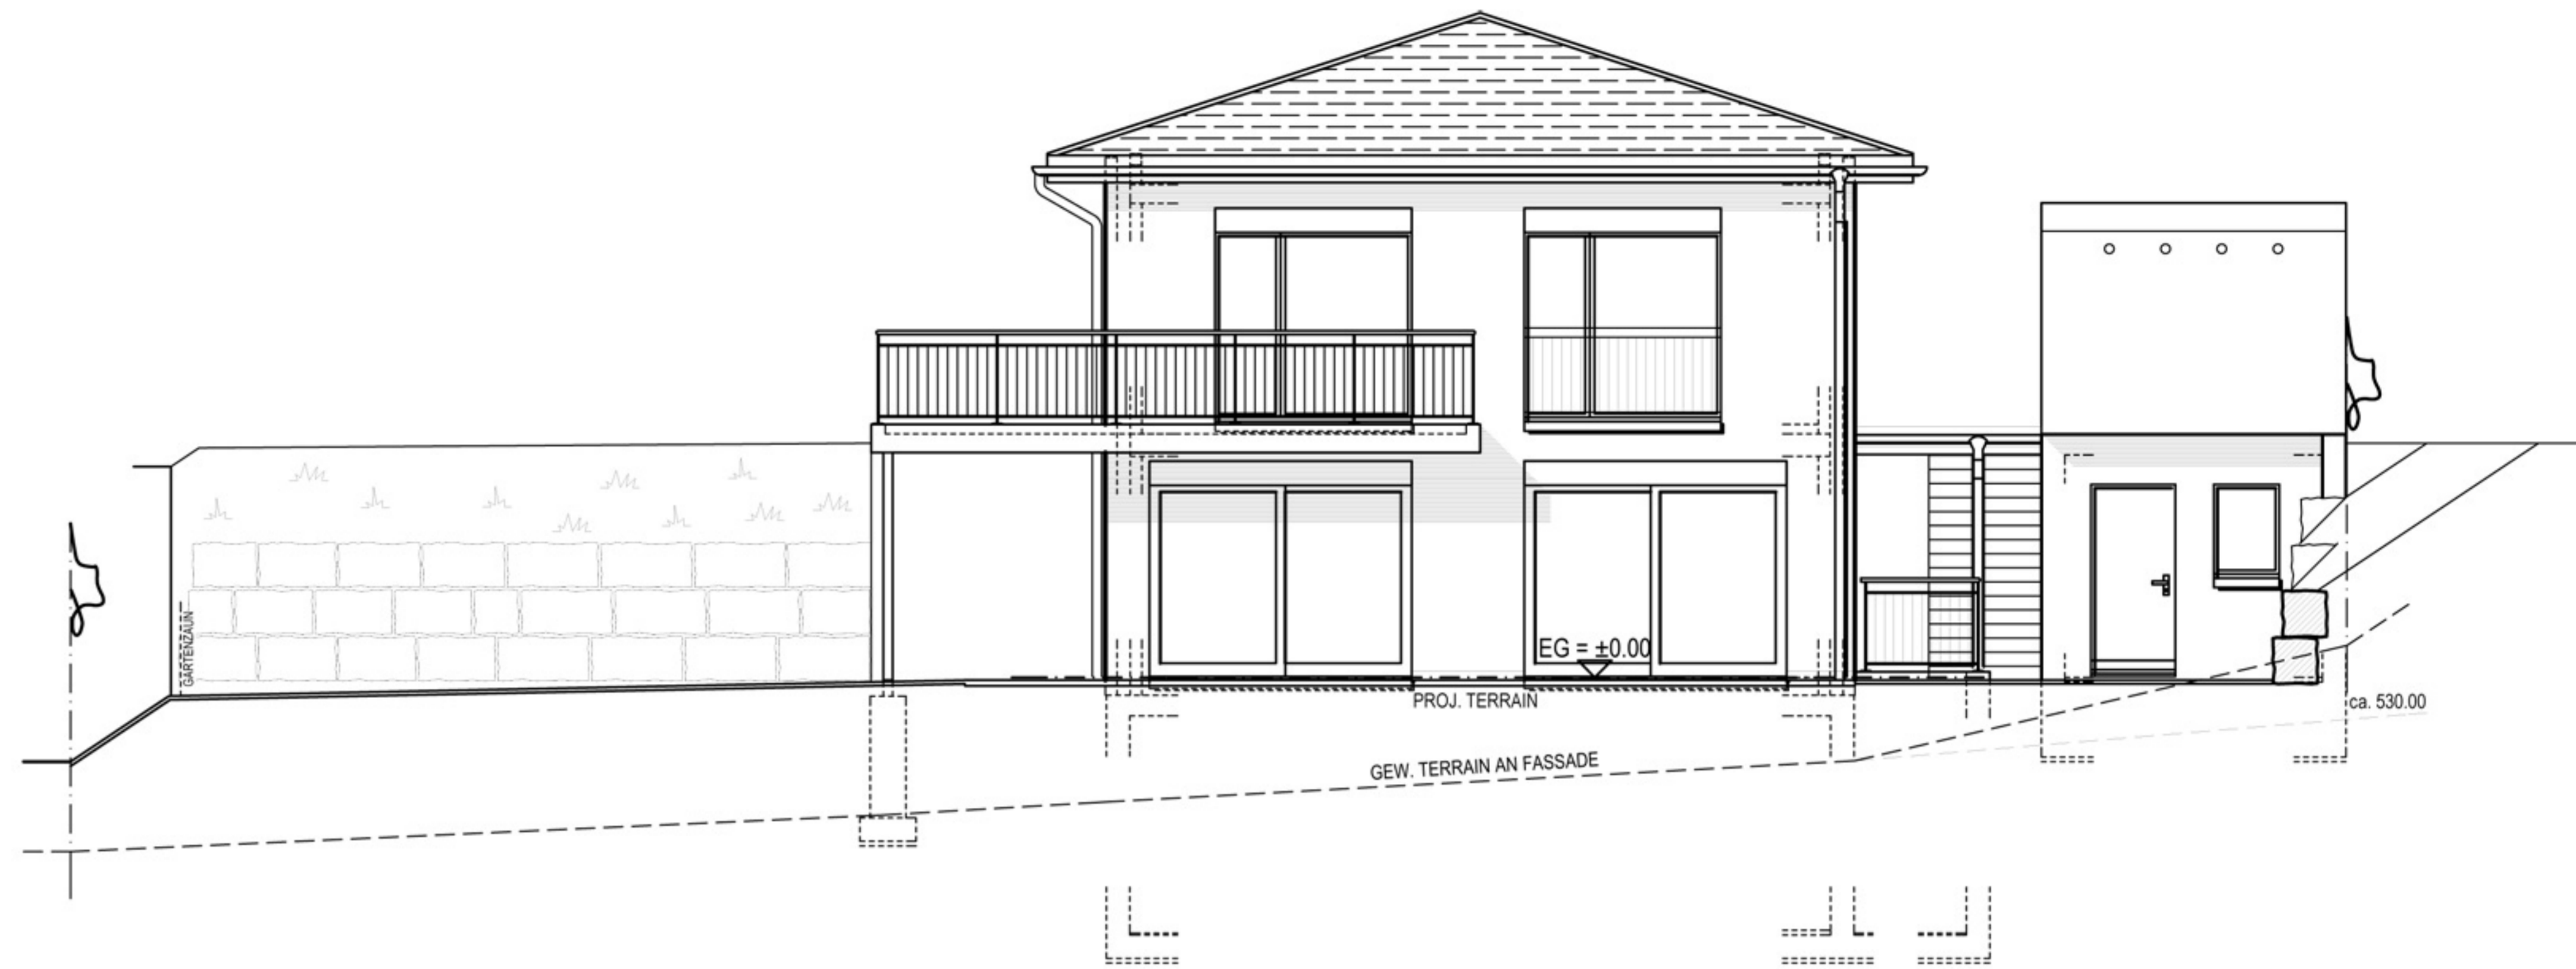 GARTENZAUN
EG = ±0.00
PROJ. TERRAIN
ca. 530.00
GEW. TERRAIN AN FASSADE